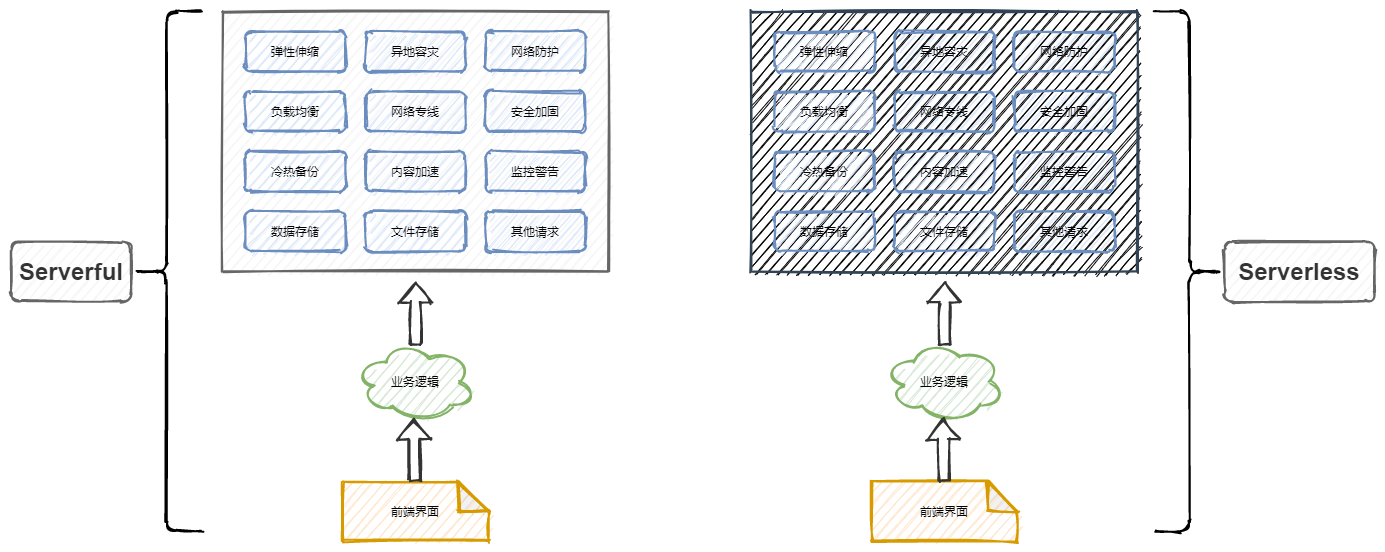 Serverful
弹性伸缩
异地容灾
网络防护
负载均衡
网络专线
安全加固
冷热备份
内容加速
监控警告
数据存储
文件存储
其他请求
业务逻辑
前端界面
弹性伸缩
异地容灾
网络防护
负载均衡
网络专线
安全加固
冷热备份
内容加速
监控警告
数据存储
文件存储
其他请求
业务逻辑
前端界面
Serverless